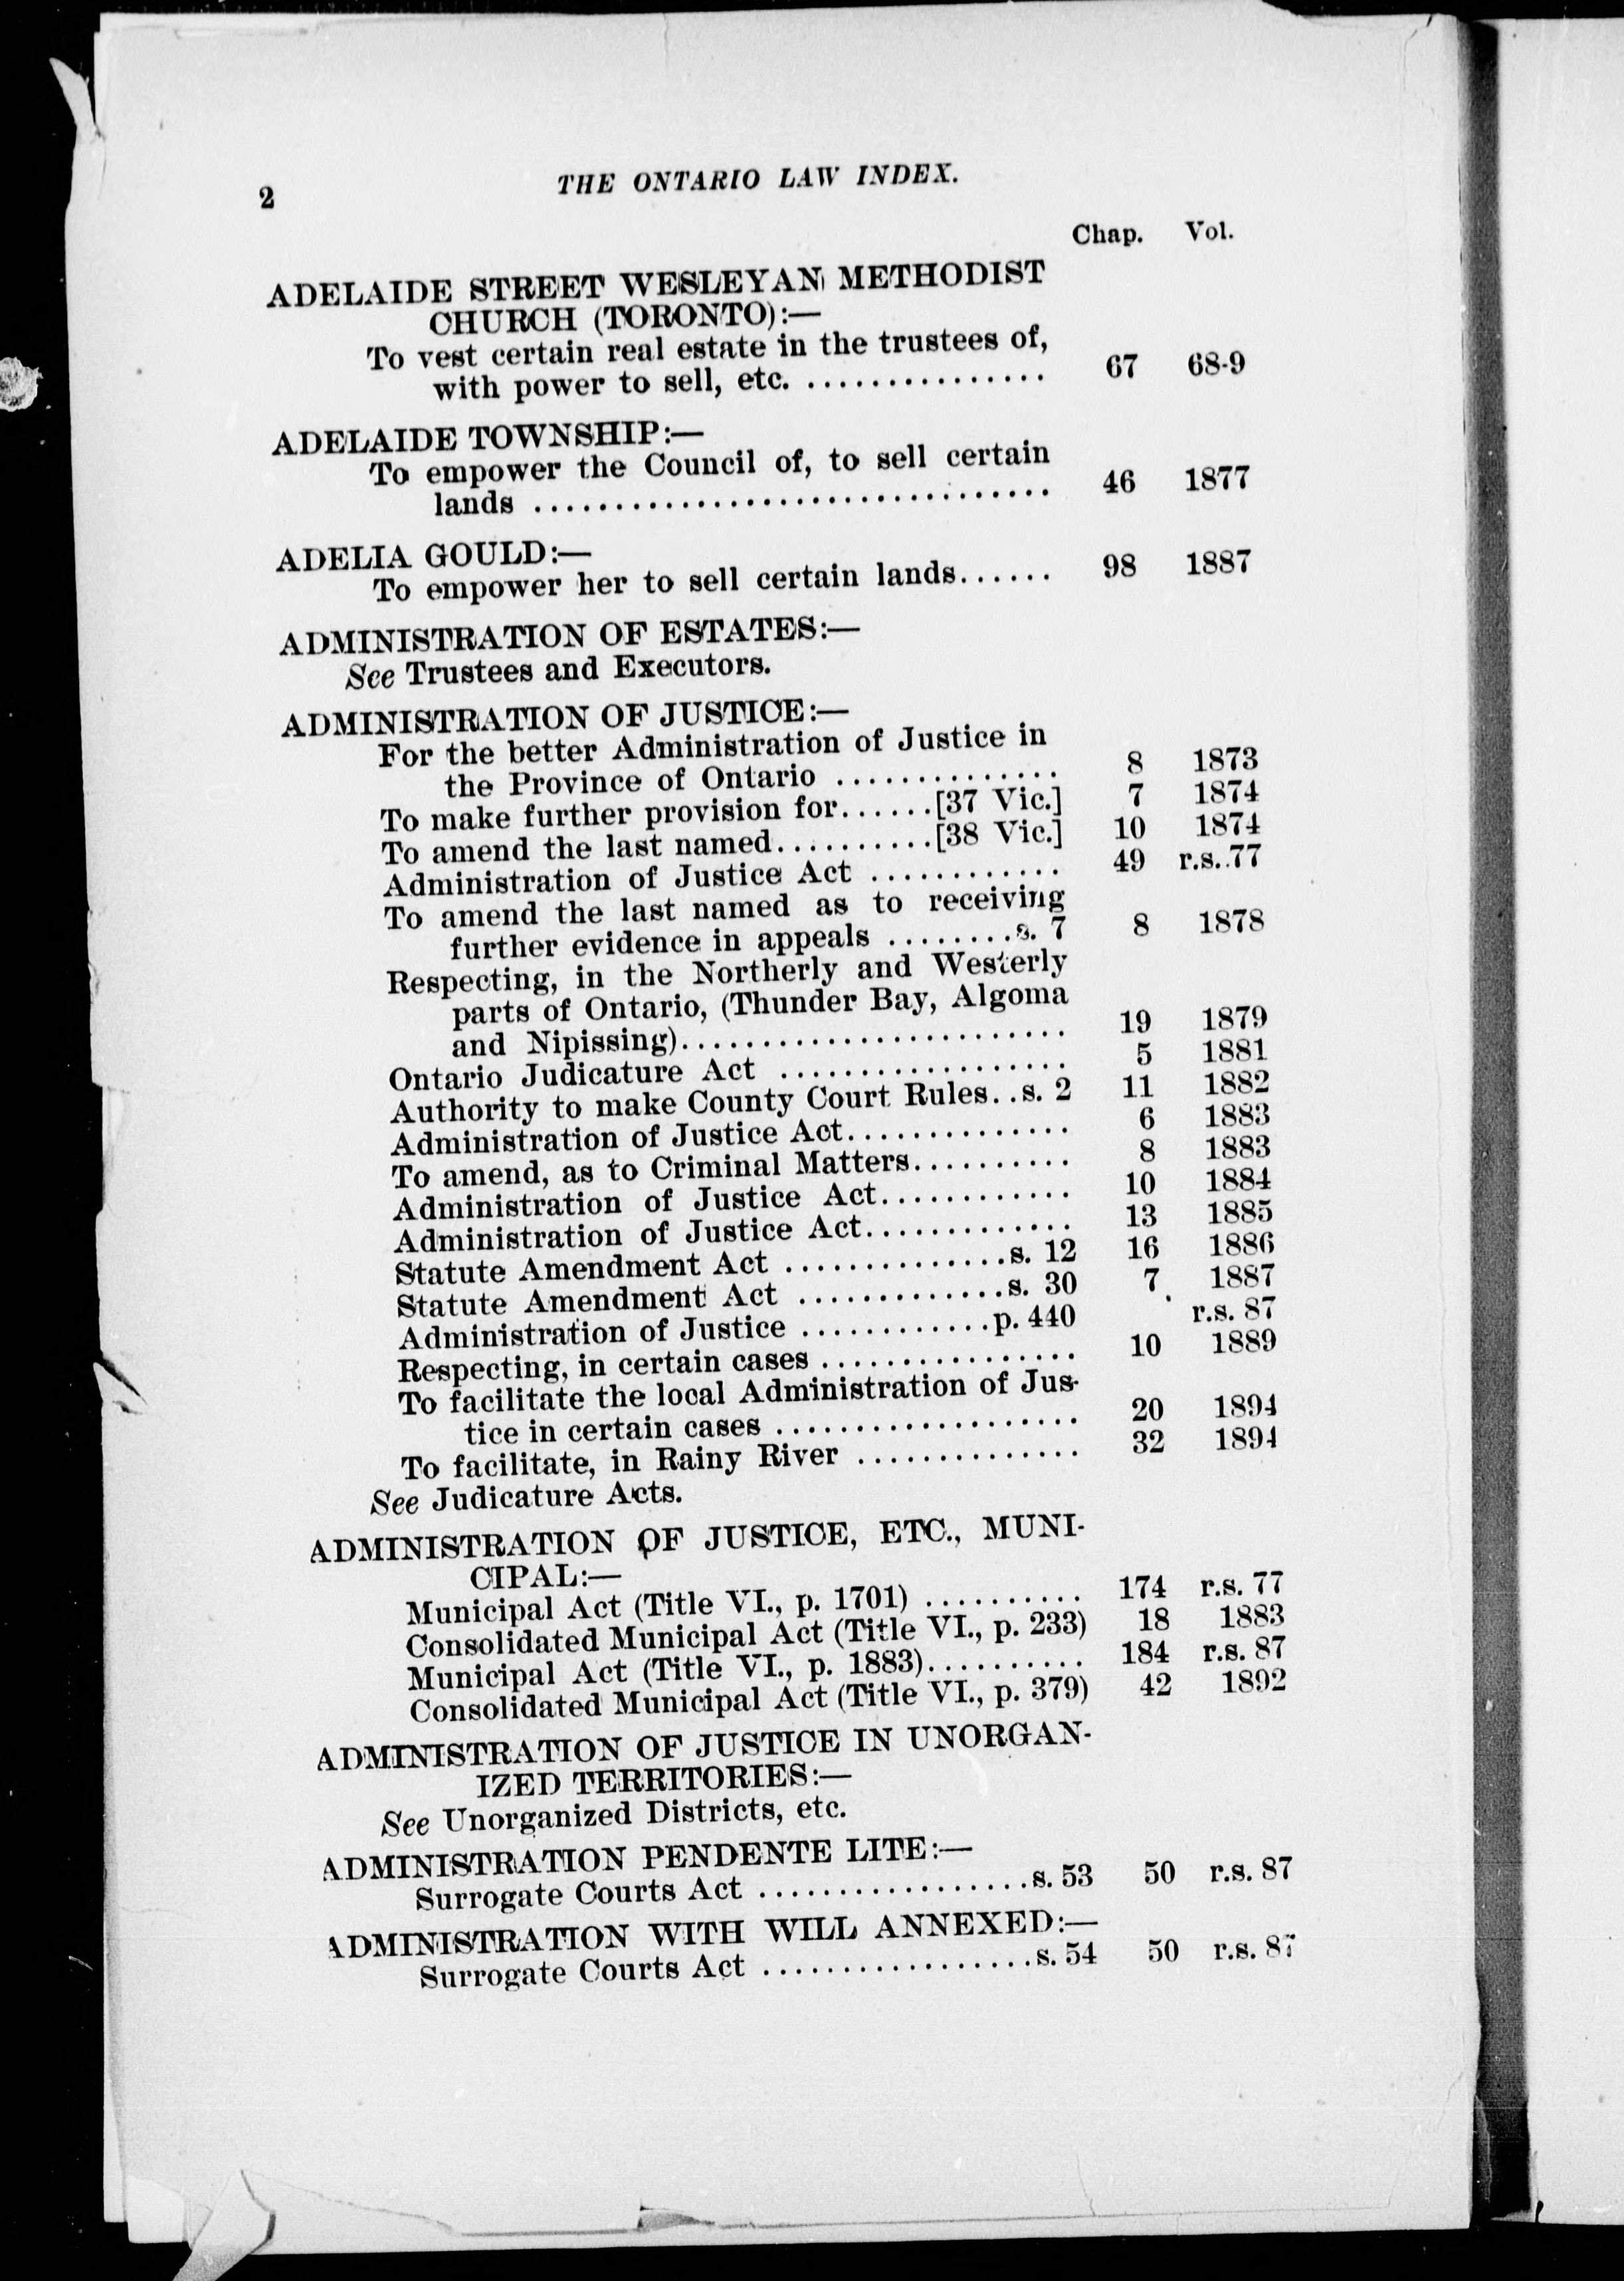 2
THE ONTARIO LAW INDEX.
Chap. Vol.
ADELAIDE STREET WESLEYAN METHODIST
CHURCH (TORONTO):—
To vest certain real estate in the trustees of,
with power to sell, etc. ............... 67 68-9
ADELAIDE TOWNSHIP:—
To empower the Council of, to sell certain
lands ................................. 46 1877
ADELIA GOULD:—
To empower her to sell certain lands...... 98 1887
ADMINISTRATION OF ESTATES:—
See Trustees and Executors.
ADMINISTRATION OF JUSTICE:—
For the better Administration of Justice in
the Province of Ontario .............. 8 1873
To make further provision for......[37 Vic.] 7 1874
To amend the last named..........[38 Vic.] 10 1874
Administration of Justice Act ............ 49 r.s..77
To amend the last named as to receiving
further evidence in appeals ........s. 7 8 1878
Respecting, in the Northerly and Westerly
parts of Ontario, (Thunder Bay, Algoma
and Nipissing)........................ 19 1879
Ontario Judicature Act .................. 5 1881
Authority to make County Court Rules..s. 2 11 1882
Administration of Justice Act.............. 6 1883
To amend, as to Criminal Matters.......... 8 1883
Administration of Justice Act............ 10 1884
Administration of Justice Act............. 13 1885
Statute Amendment Act ..............s. 12 16 1886
Statute Amendment Act .............s. 30 7 1887
Administration of Justice ............p. 440 r.s. 87
Respecting, in certain cases ................ 10 1889
To facilitate the local Administration of Jus-
tice in certain cases ................... 20 1894
To facilitate, in Rainy River .............. 32 1894
See Judicature Acts.
ADMINISTRATION OF JUSTICE, ETC., MUNI-
CIPAL:—
Municipal Act (Title VI., p. 1701) .......... 174 r.s. 77
Consolidated Municipal Act (Title VI., p. 233) 18 1883
Municipal Act (Title VI., p. 1883).......... 184 r.s. 87
Consolidated Municipal Act (Title VI., p. 379) 42 1892
ADMINISTRATION OF JUSTICE IN UNORGAN-
IZED TERRITORIES:—
See Unorganized Districts, etc.
ADMINISTRATION PENDENTE LITE:—
Surrogate Courts Act .................s. 53 50 r.s. 87
ADMINISTRATION WITH WILL ANNEXED:—
Surrogate Courts Act .................s. 54 50 r.s. 87